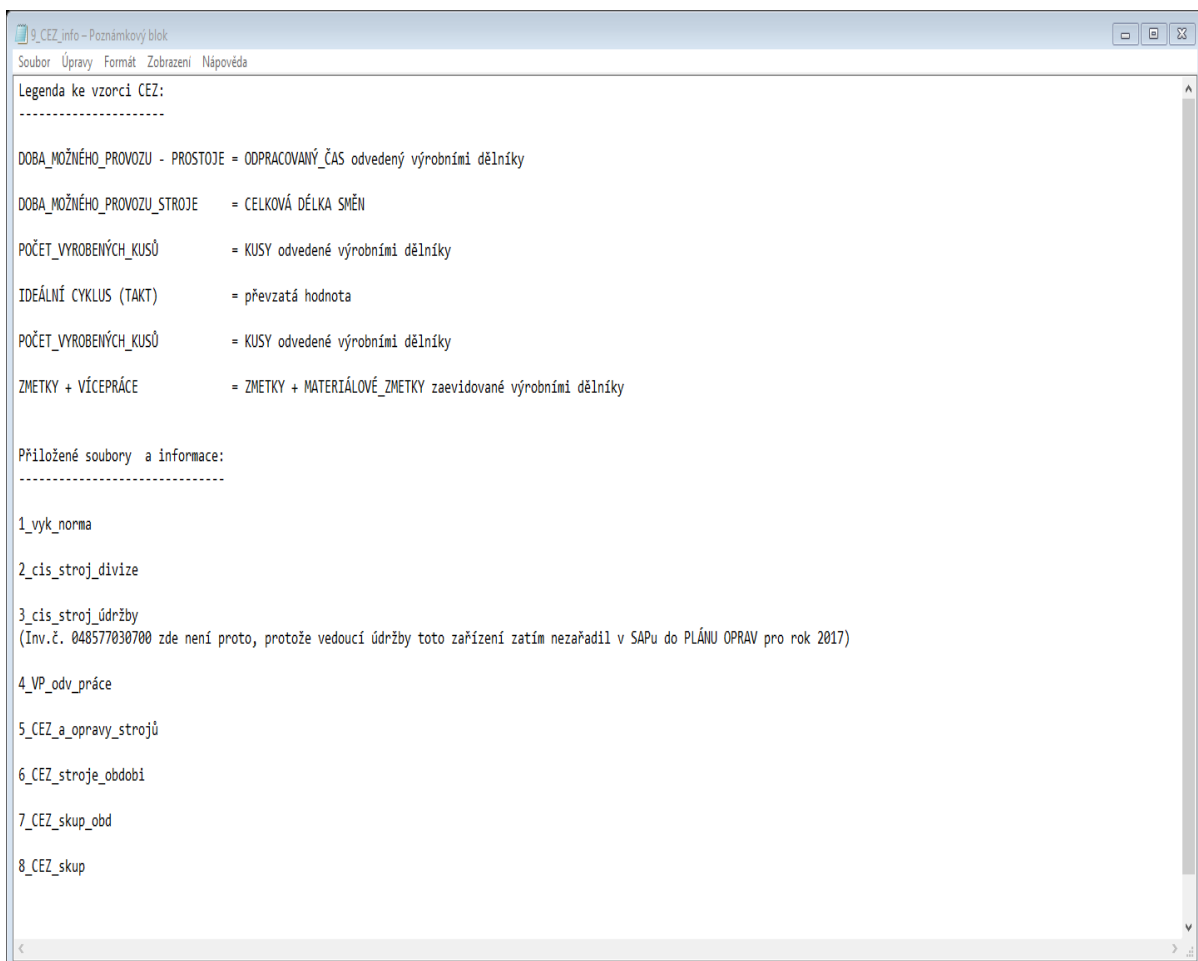 9_CEZ_info – Poznámkový blok
Soubor Úpravy Formát Zobrazení Nápověda
Legenda ke vzorci CEZ:
----------------------
DOBA_MOŽNÉHO_PROVOZU - PROSTOJE = ODPRACOVANÝ_ČAS odvedený výrobními dělníky
DOBA_MOŽNÉHO_PROVOZU_STROJE = CELKOVÁ DÉLKA SMĚN
POČET_VYROBENÝCH_KUSŮ = KUSY odvedené výrobními dělníky
IDEÁLNÍ CYKLUS (TAKT) = převzatá hodnota
POČET_VYROBENÝCH_KUSŮ = KUSY odvedené výrobními dělníky
ZMETKY + VÍCEPRÁCE = ZMETKY + MATERIÁLOVÉ_ZMETKY zaevidované výrobními dělníky
Přiložené soubory  a informace:
-------------------------------
1_vyk_norma
2_cis_stroj_divize
3_cis_stroj_údržby
(Inv.č. 048577030700 zde není proto, protože vedoucí údržby toto zařízení zatím nezařadil v SAPu do PLÁNU OPRAV pro rok 2017)
4_VP_odv_práce
5_CEZ_a_opravy_strojů
6_CEZ_stroje_obdobi
7_CEZ_skup_obd
8_CEZ_skup